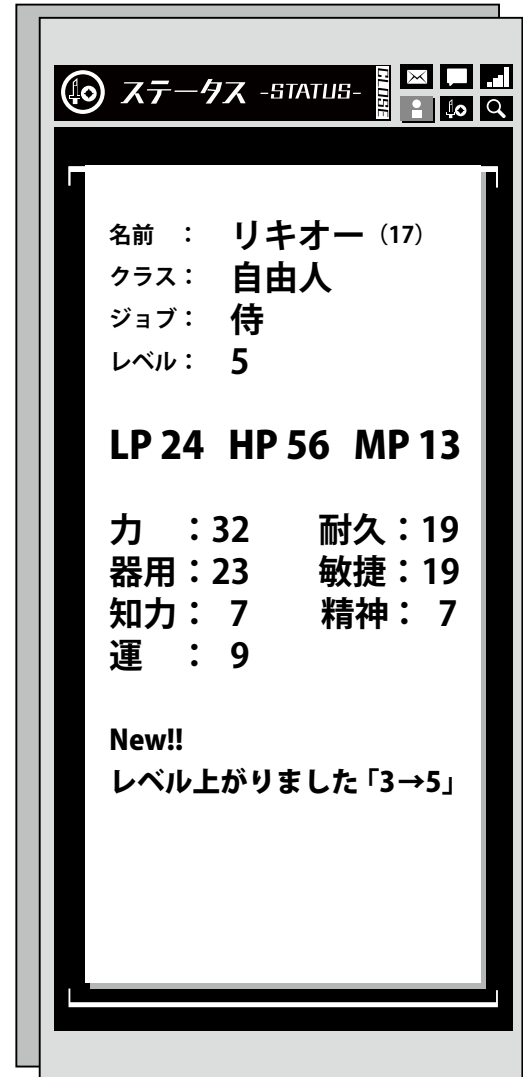 ステータス -STATUS-
CLOSE
名前 ： リキオー（17）
クラス： 自由人
ジョブ： 侍
レベル： 5
LP 24 HP 56 MP 13
力 ：32 耐久：19
器用：23 敏捷：19
知力： 7 精神： 7
運 ： 9
New!!
レベル上がりました「3→5」